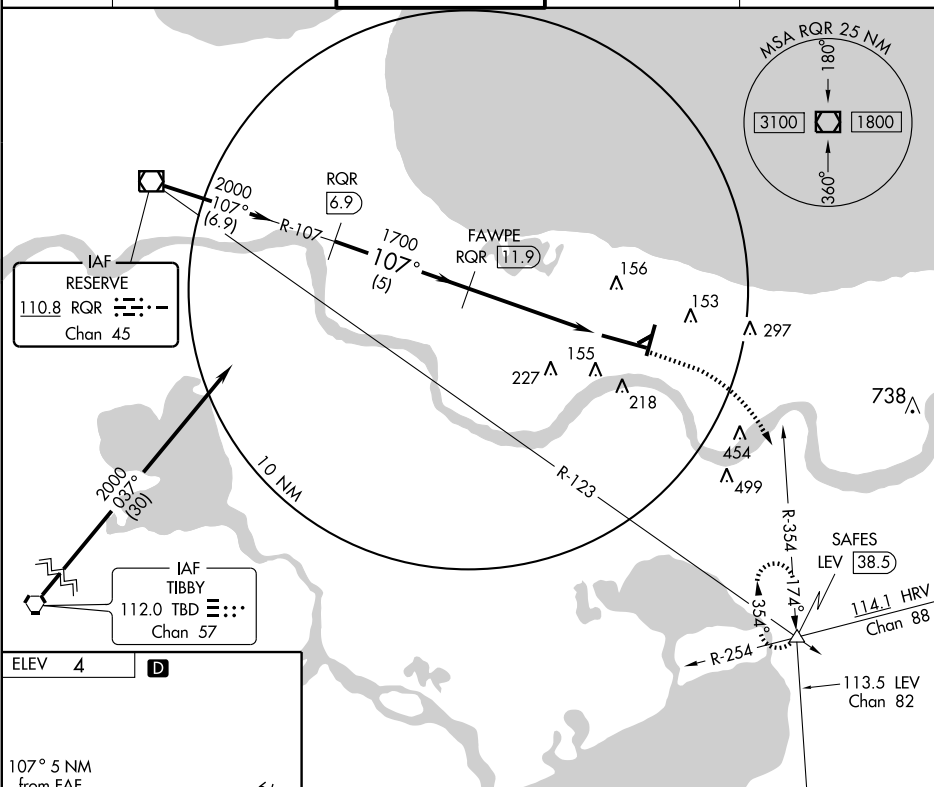 MSA RQR 25 NM
180°
3100
1800
360°
RQR
6.9
2000
107°
(6.9)
R-107
1700
107°
(5)
FAWPE
RQR 11.9
IAF
RESERVE
110.8 RQR
Chan 45
156
153
297
155
227
218
738
454
499
10 NM
R-123
2000
037°
(30)
IAF
TIBBY
112.0 TBD
Chan 57
R-354
SAFES
LEV 38.5
174°
354°
114.1 HRV
Chan 88
R-254
113.5 LEV
Chan 82
ELEV 4
D
107° 5 NM
from FAF